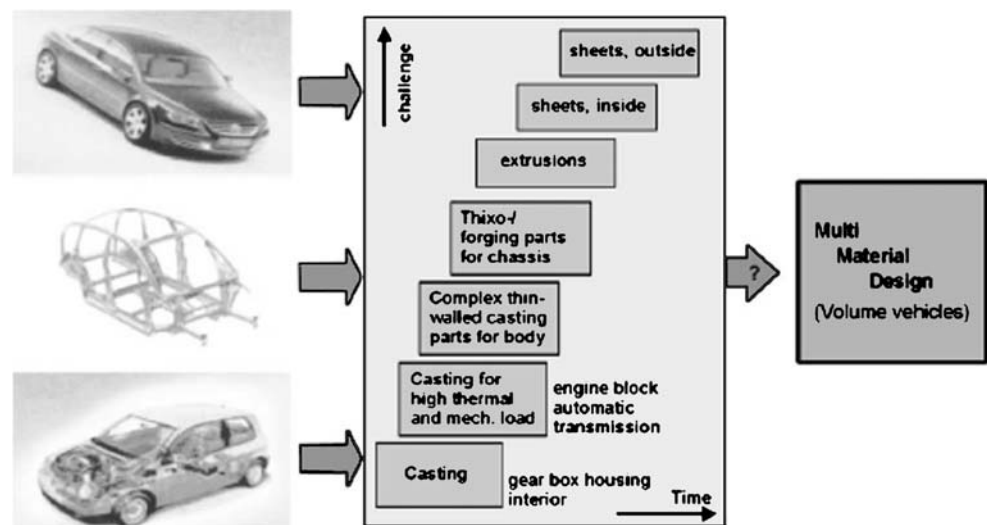 challenge
sheets, outside
sheets, inside
extrusions
Thixo-/
forging parts
for chassis
Complex thin-
walled casting
parts for body
Casting for
high thermal
and mech. load
engine block
automatic
transmission
Casting
gear box housing
interior
Time
?
Multi
Material
Design
(Volume vehicles)